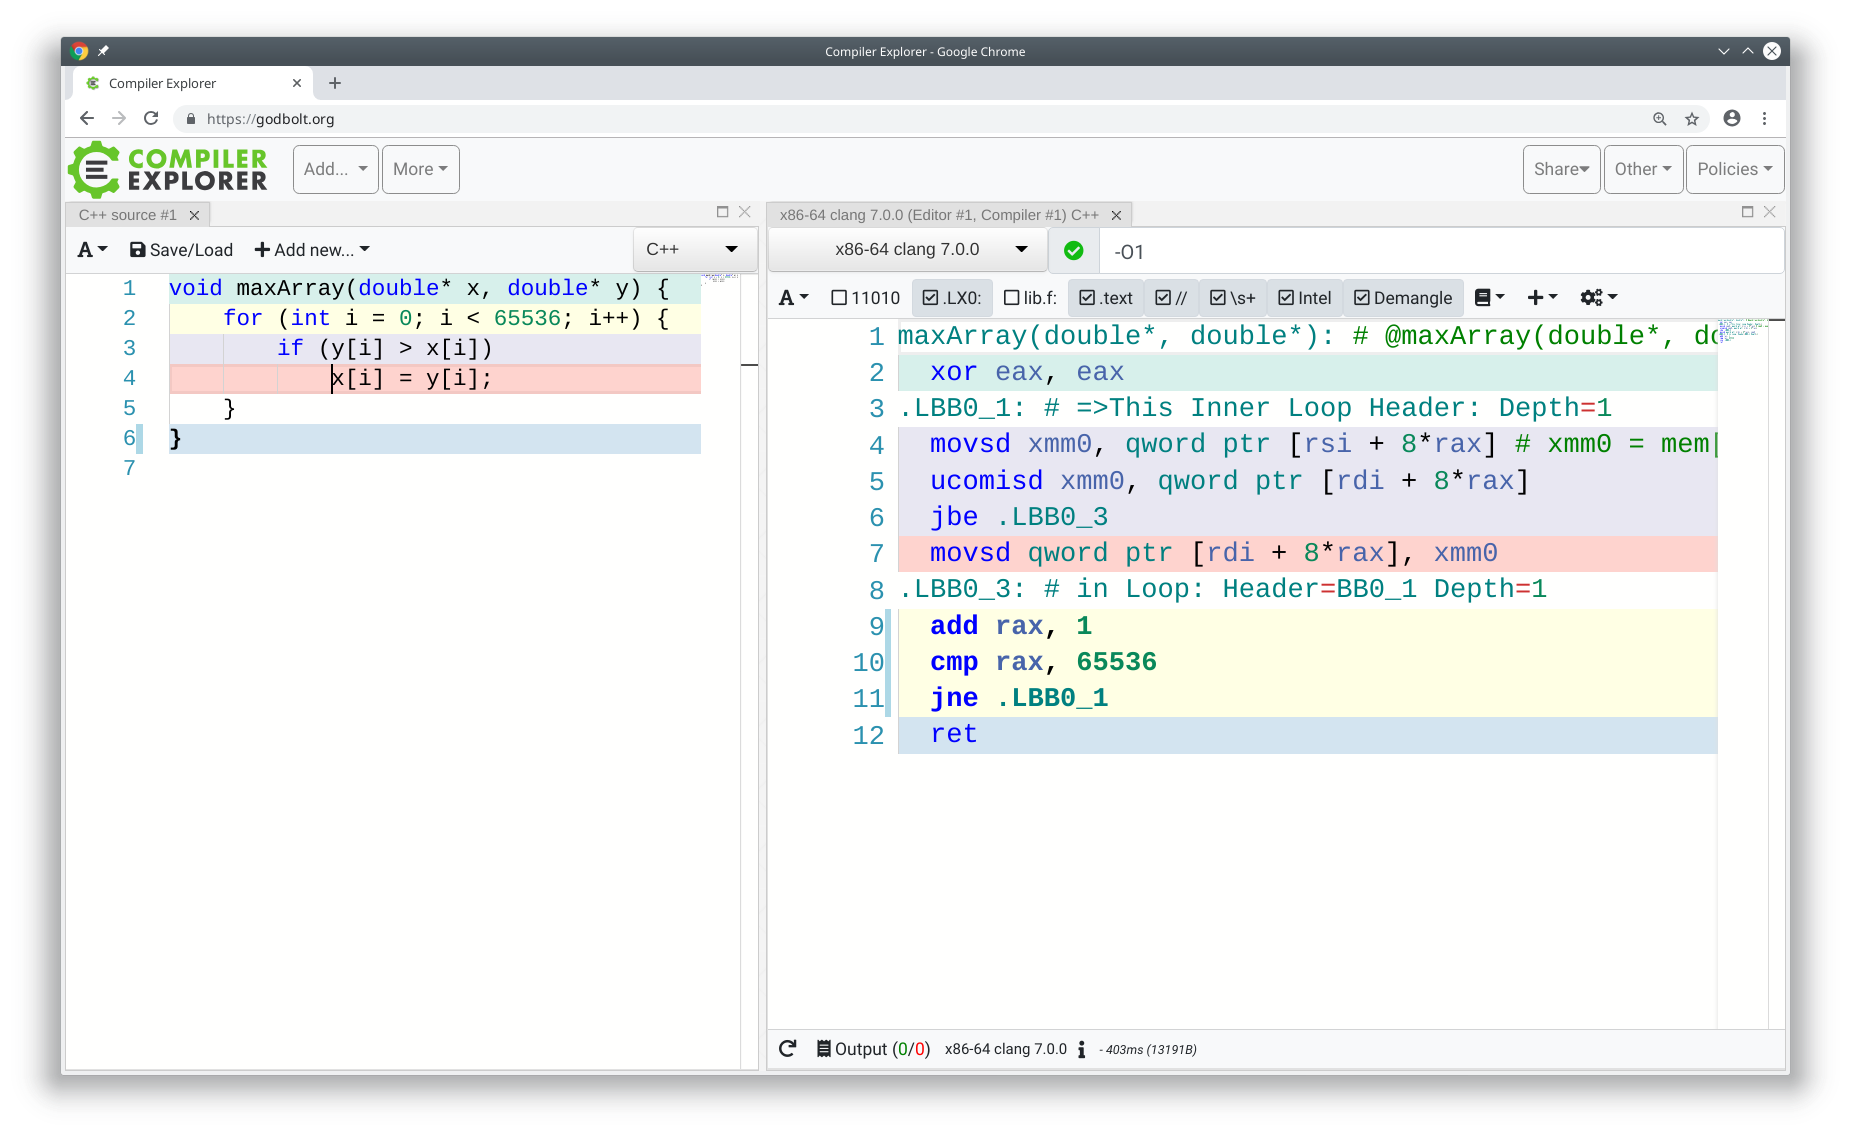 Compiler Explorer - Google Chrome
Compiler Explorer
https://godbolt.org
COMPILER
EXPLORER
Add...
More
Share
Other
Policies
C++ source #1
A
Save/Load
Add new...
C++
1 void maxArray(double* x, double* y) {
2 for (int i = 0; i < 65536; i++) {
3 if (y[i] > x[i])
4 x[i] = y[i];
5 }
6 }
7
x86-64 clang 7.0.0 (Editor #1, Compiler #1) C++
x86-64 clang 7.0.0
-O1
A
11010
.LX0:
lib.f:
.text
//
\s+
Intel
Demangle
1 maxArray(double*, double*): # @maxArray(double*, do
2 xor eax, eax
3 .LBB0_1: # =>This Inner Loop Header: Depth=1
4 movsd xmm0, qword ptr [rsi + 8*rax] # xmm0 = mem[
5 ucomisd xmm0, qword ptr [rdi + 8*rax]
6 jbe .LBB0_3
7 movsd qword ptr [rdi + 8*rax], xmm0
8 .LBB0_3: # in Loop: Header=BB0_1 Depth=1
9 add rax, 1
10 cmp rax, 65536
11 jne .LBB0_1
12 ret
Output (0/0) x86-64 clang 7.0.0 i - 403ms (13191B)